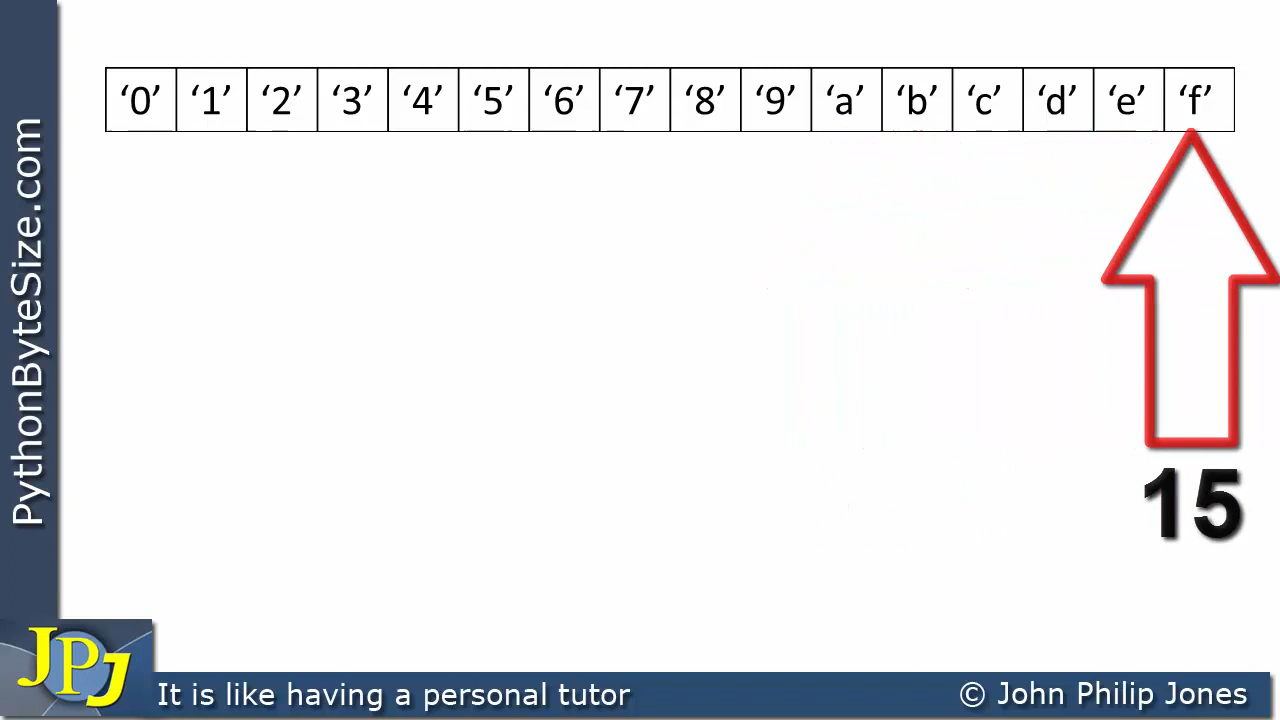 ‘0’ ‘1’ ‘2’ ‘3’ ‘4’ ‘5’ ‘6’ ‘7’ ‘8’ ‘9’ ‘a’ ‘b’ ‘c’ ‘d’ ‘e’ ‘f’
15
PythonByteSize.com
JPJ
It is like having a personal tutor
© John Philip Jones